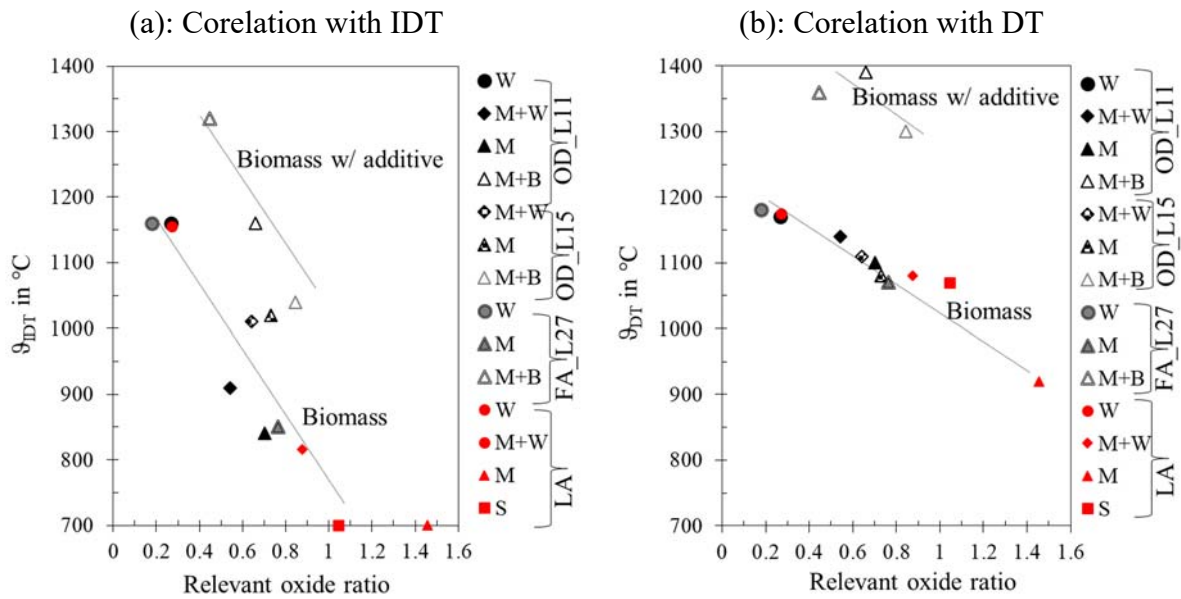 (a): Corelation with IDT
1400
1300
1200
1100
1000
900
800
700
ϑIDT in °C
0
0.2
0.4
0.6
0.8
1
1.2
1.4
1.6
Relevant oxide ratio
Biomass w/ additive
Biomass
W
M+W
M
M+B
OD_L11
M+W
M
M+B
OD_L15
W
M
M+B
FA_L27
W
M+W
M
S
LA
(b): Corelation with DT
1400
1300
1200
1100
1000
900
800
700
ϑDT in °C
0
0.2
0.4
0.6
0.8
1
1.2
1.4
1.6
Relevant oxide ratio
Biomass w/ additive
Biomass
W
M+W
M
M+B
OD_L11
M+W
M
M+B
OD_L15
W
M
M+B
FA_L27
W
M+W
M
S
LA